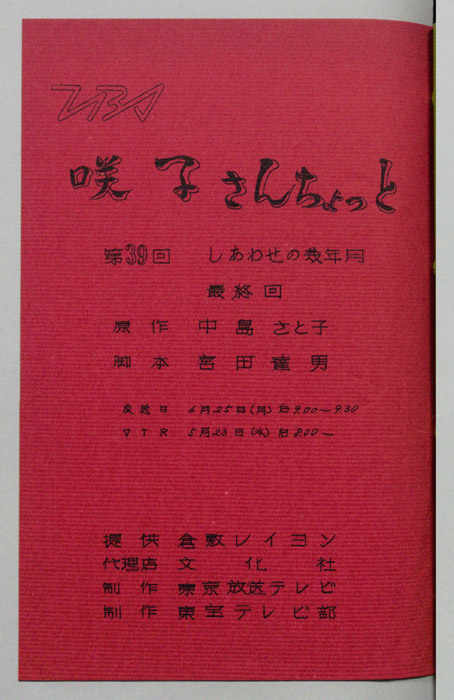 TBS
咲子さんちょっと
第39回 しあわせの幾年月
最終回
原作 中島さと子
脚本 宮田達男
放送日 6月25日(月)后9.00～9.30
VTR 5月23日(水)后8.00～
提供 倉敷レイヨン
代理店 文化社
制作 東京放送テレビ
制作 東宝テレビ部